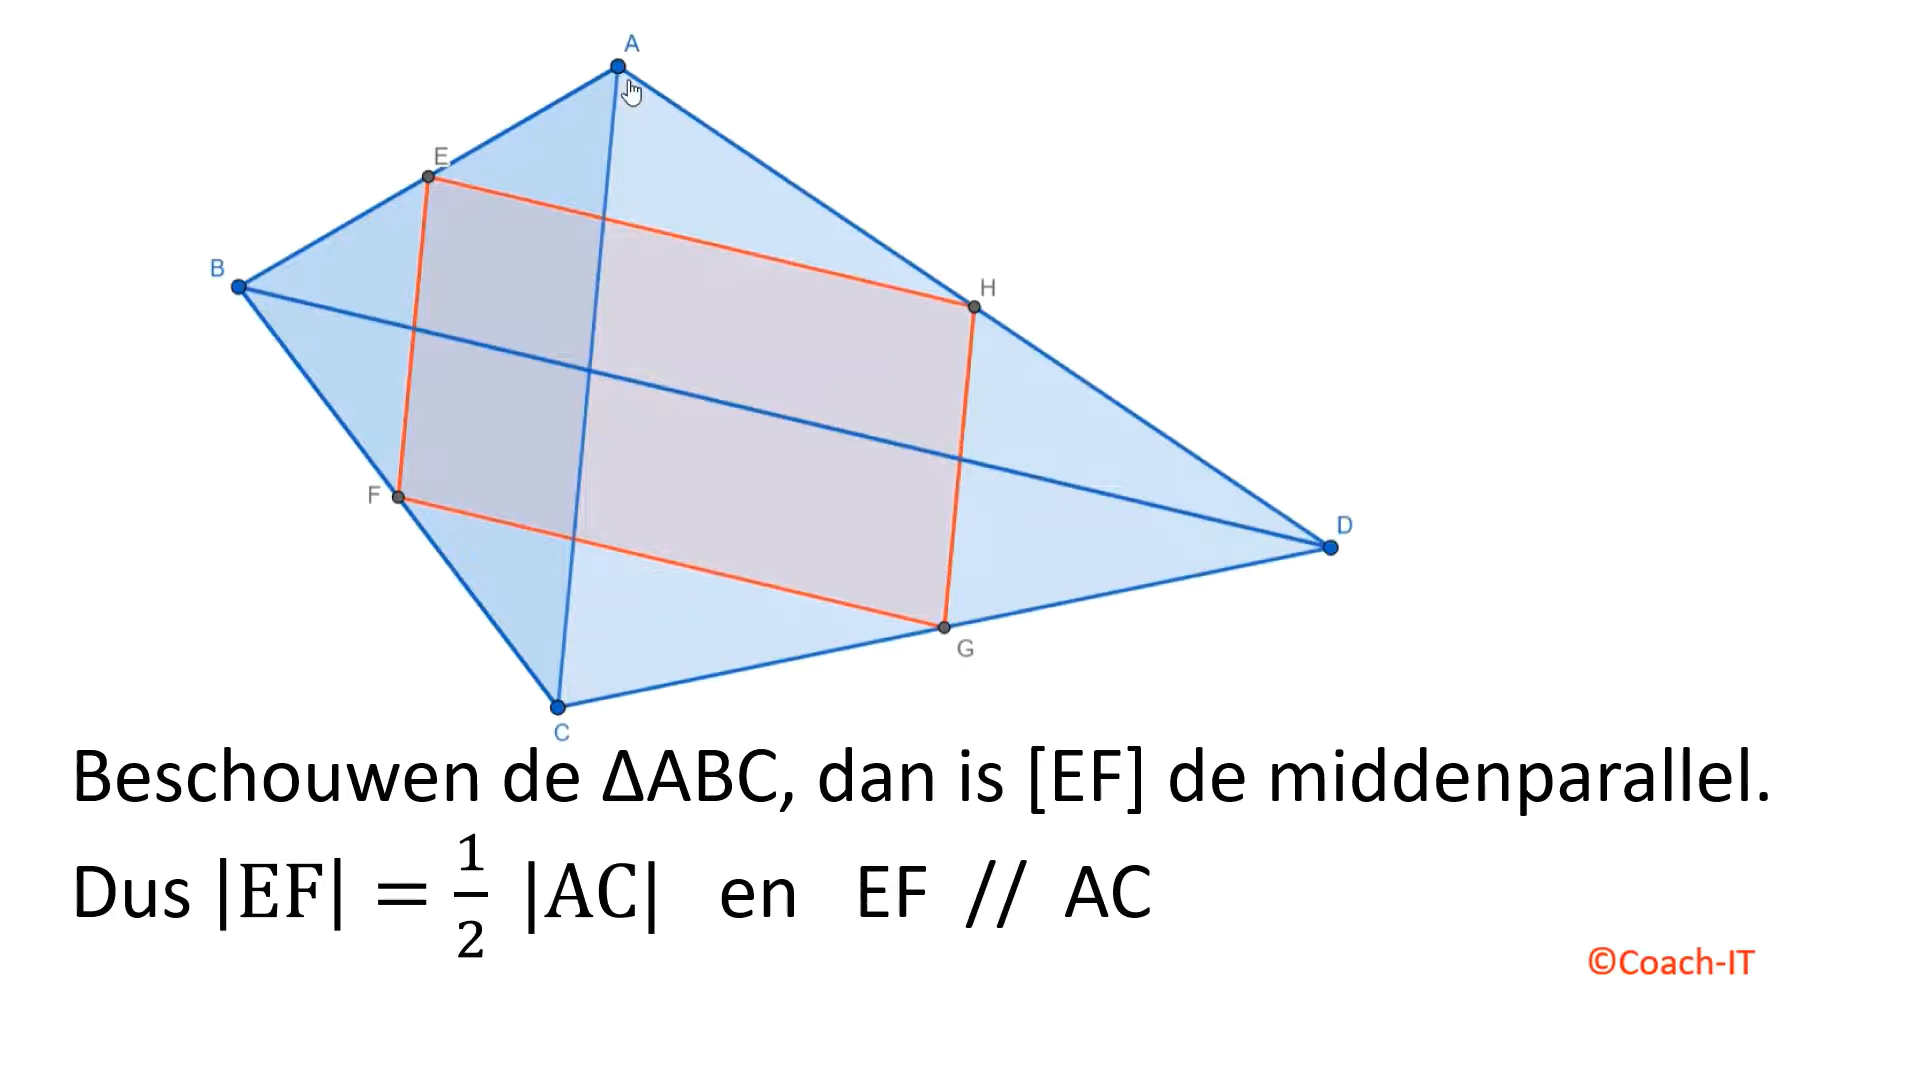 A
E
B
H
F
D
G
C
Beschouwen de ΔABC, dan is [EF] de middenparallel.
Dus |EF| = 1/2 |AC| en EF // AC
©Coach-IT